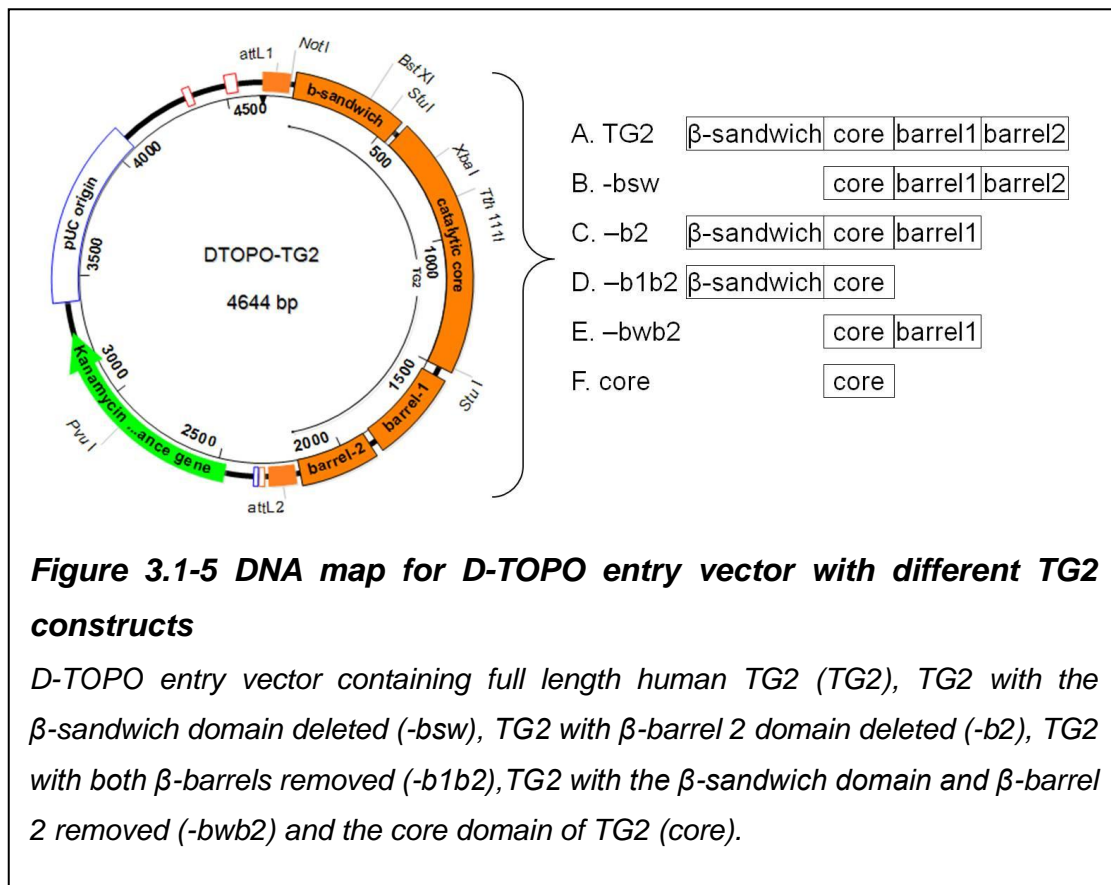 attL1
NotI
BstXI
StuI
b-sandwich
4500
500
XbaI
Tth 111I
4000
pUC origin
catalytic core
DTOPO-TG2
4644 bp
1000
TG2
3500
3000
1500
StuI
barrel-1
Kanamycin ...ance gene
PvuI
2500
2000
barrel-2
attL2
A. TG2 β-sandwich core barrel1 barrel2
B. -bsw core barrel1 barrel2
C. –b2 β-sandwich core barrel1
D. –b1b2 β-sandwich core
E. –bwb2 core barrel1
F. core core
Figure 3.1-5 DNA map for D-TOPO entry vector with different TG2
constructs
D-TOPO entry vector containing full length human TG2 (TG2), TG2 with the
β-sandwich domain deleted (-bsw), TG2 with β-barrel 2 domain deleted (-b2), TG2
with both β-barrels removed (-b1b2),TG2 with the β-sandwich domain and β-barrel
2 removed (-bwb2) and the core domain of TG2 (core).